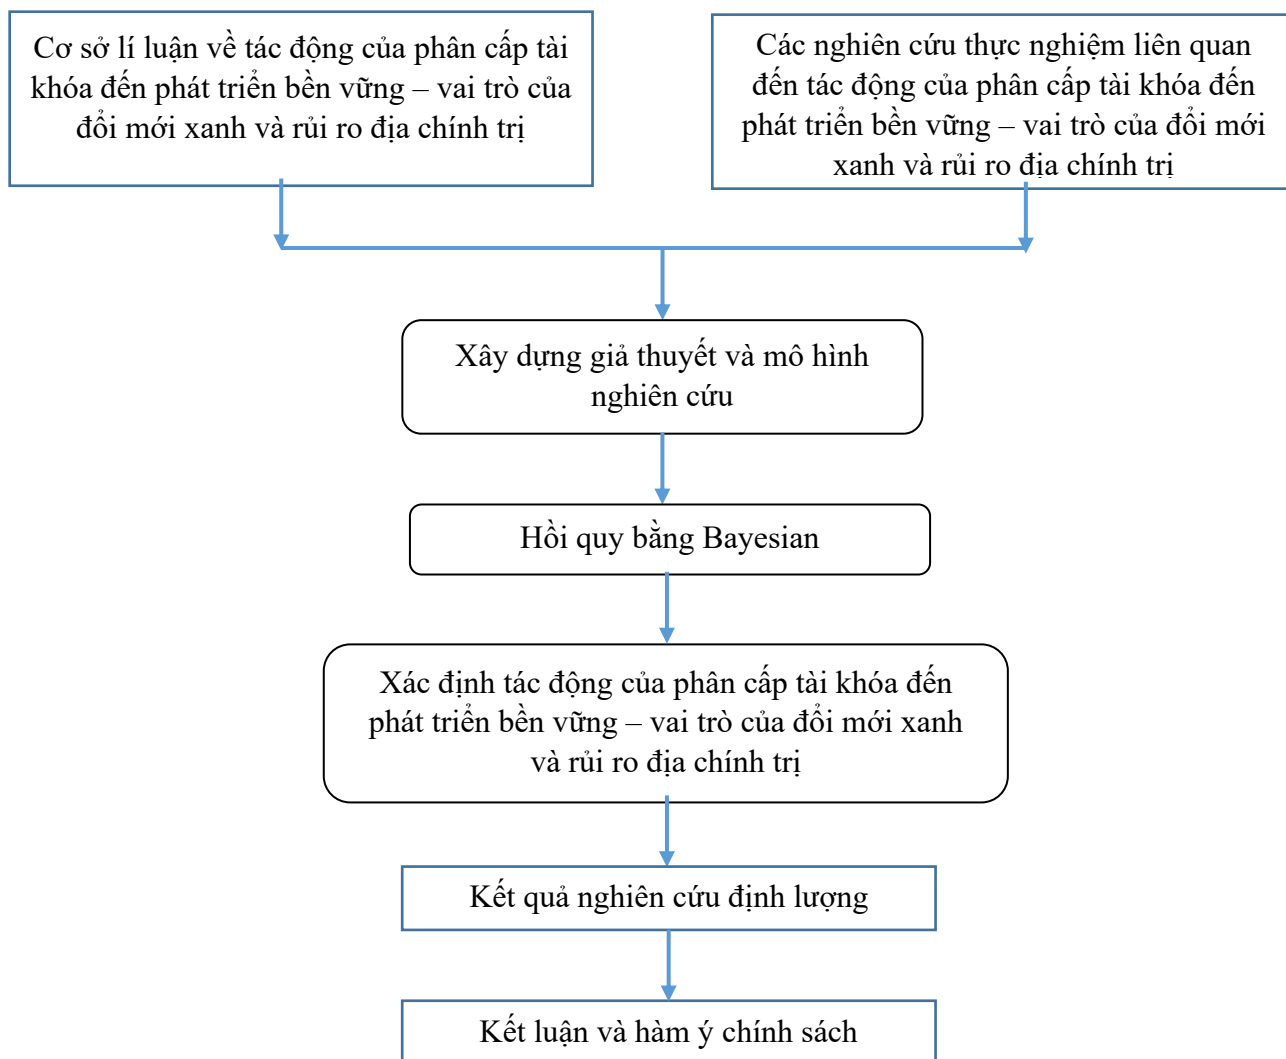 Cơ sở lí luận về tác động của phân cấp tài
khóa đến phát triển bền vững – vai trò của
đổi mới xanh và rủi ro địa chính trị
Các nghiên cứu thực nghiệm liên quan
đến tác động của phân cấp tài khóa đến
phát triển bền vững – vai trò của đổi mới
xanh và rủi ro địa chính trị
Xây dựng giả thuyết và mô hình
nghiên cứu
Hồi quy bằng Bayesian
Xác định tác động của phân cấp tài khóa đến
phát triển bền vững – vai trò của đổi mới xanh
và rủi ro địa chính trị
Kết quả nghiên cứu định lượng
Kết luận và hàm ý chính sách